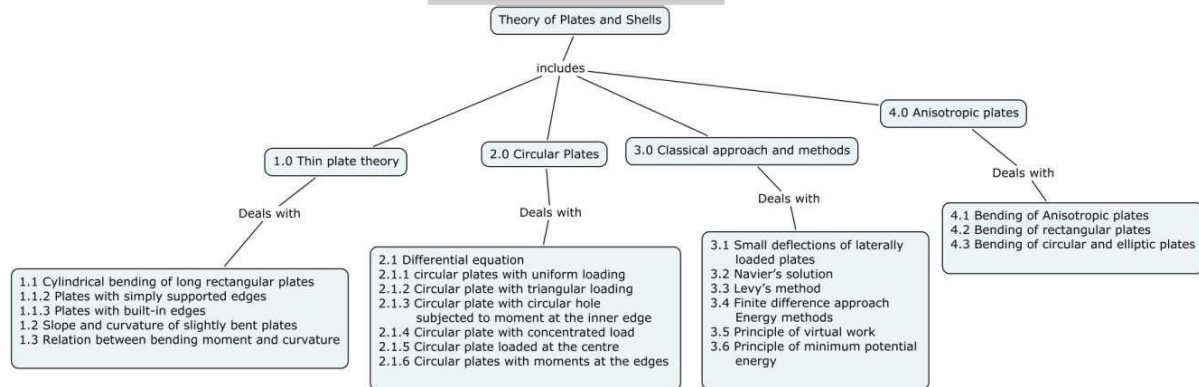 Theory of Plates and Shells
includes
1.0 Thin plate theory
2.0 Circular Plates
3.0 Classical approach and methods
4.0 Anisotropic plates
Deals with
Deals with
Deals with
Deals with
1.1 Cylindrical bending of long rectangular plates
1.1.2 Plates with simply supported edges
1.1.3 Plates with built-in edges
1.2 Slope and curvature of slightly bent plates
1.3 Relation between bending moment and curvature
2.1 Differential equation
2.1.1 circular plates with uniform loading
2.1.2 Circular plate with triangular loading
2.1.3 Circular plate with circular hole
subjected to moment at the inner edge
2.1.4 Circular plate with concentrated load
2.1.5 Circular plate loaded at the centre
2.1.6 Circular plates with moments at the edges
3.1 Small deflections of laterally
loaded plates
3.2 Navier's solution
3.3 Levy's method
3.4 Finite difference approach
Energy methods
3.5 Principle of virtual work
3.6 Principle of minimum potential
energy
4.1 Bending of Anisotropic plates
4.2 Bending of rectangular plates
4.3 Bending of circular and elliptic plates